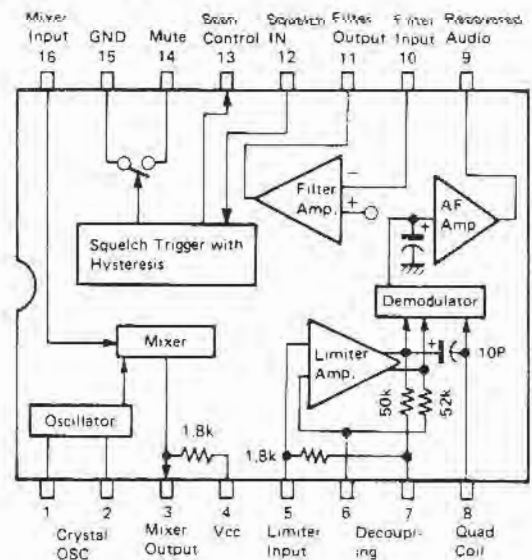 Mixer Input
GND
Mute
Scan Control
Squelch IN
Filter Output
Filter Input
Recovered Audio
16 15 14 13 12 11 10 9
Filter Amp.
−
+
AF Amp
+
Squelch Trigger with Hysteresis
Demodulator
Mixer
Limiter Amp.
+
10P
50k
52k
Oscillator
1.8k
1.8k
1 2 3 4 5 6 7 8
Crystal OSC
Mixer Output
Vcc
Limiter Input
Decoupling
Quad Coil